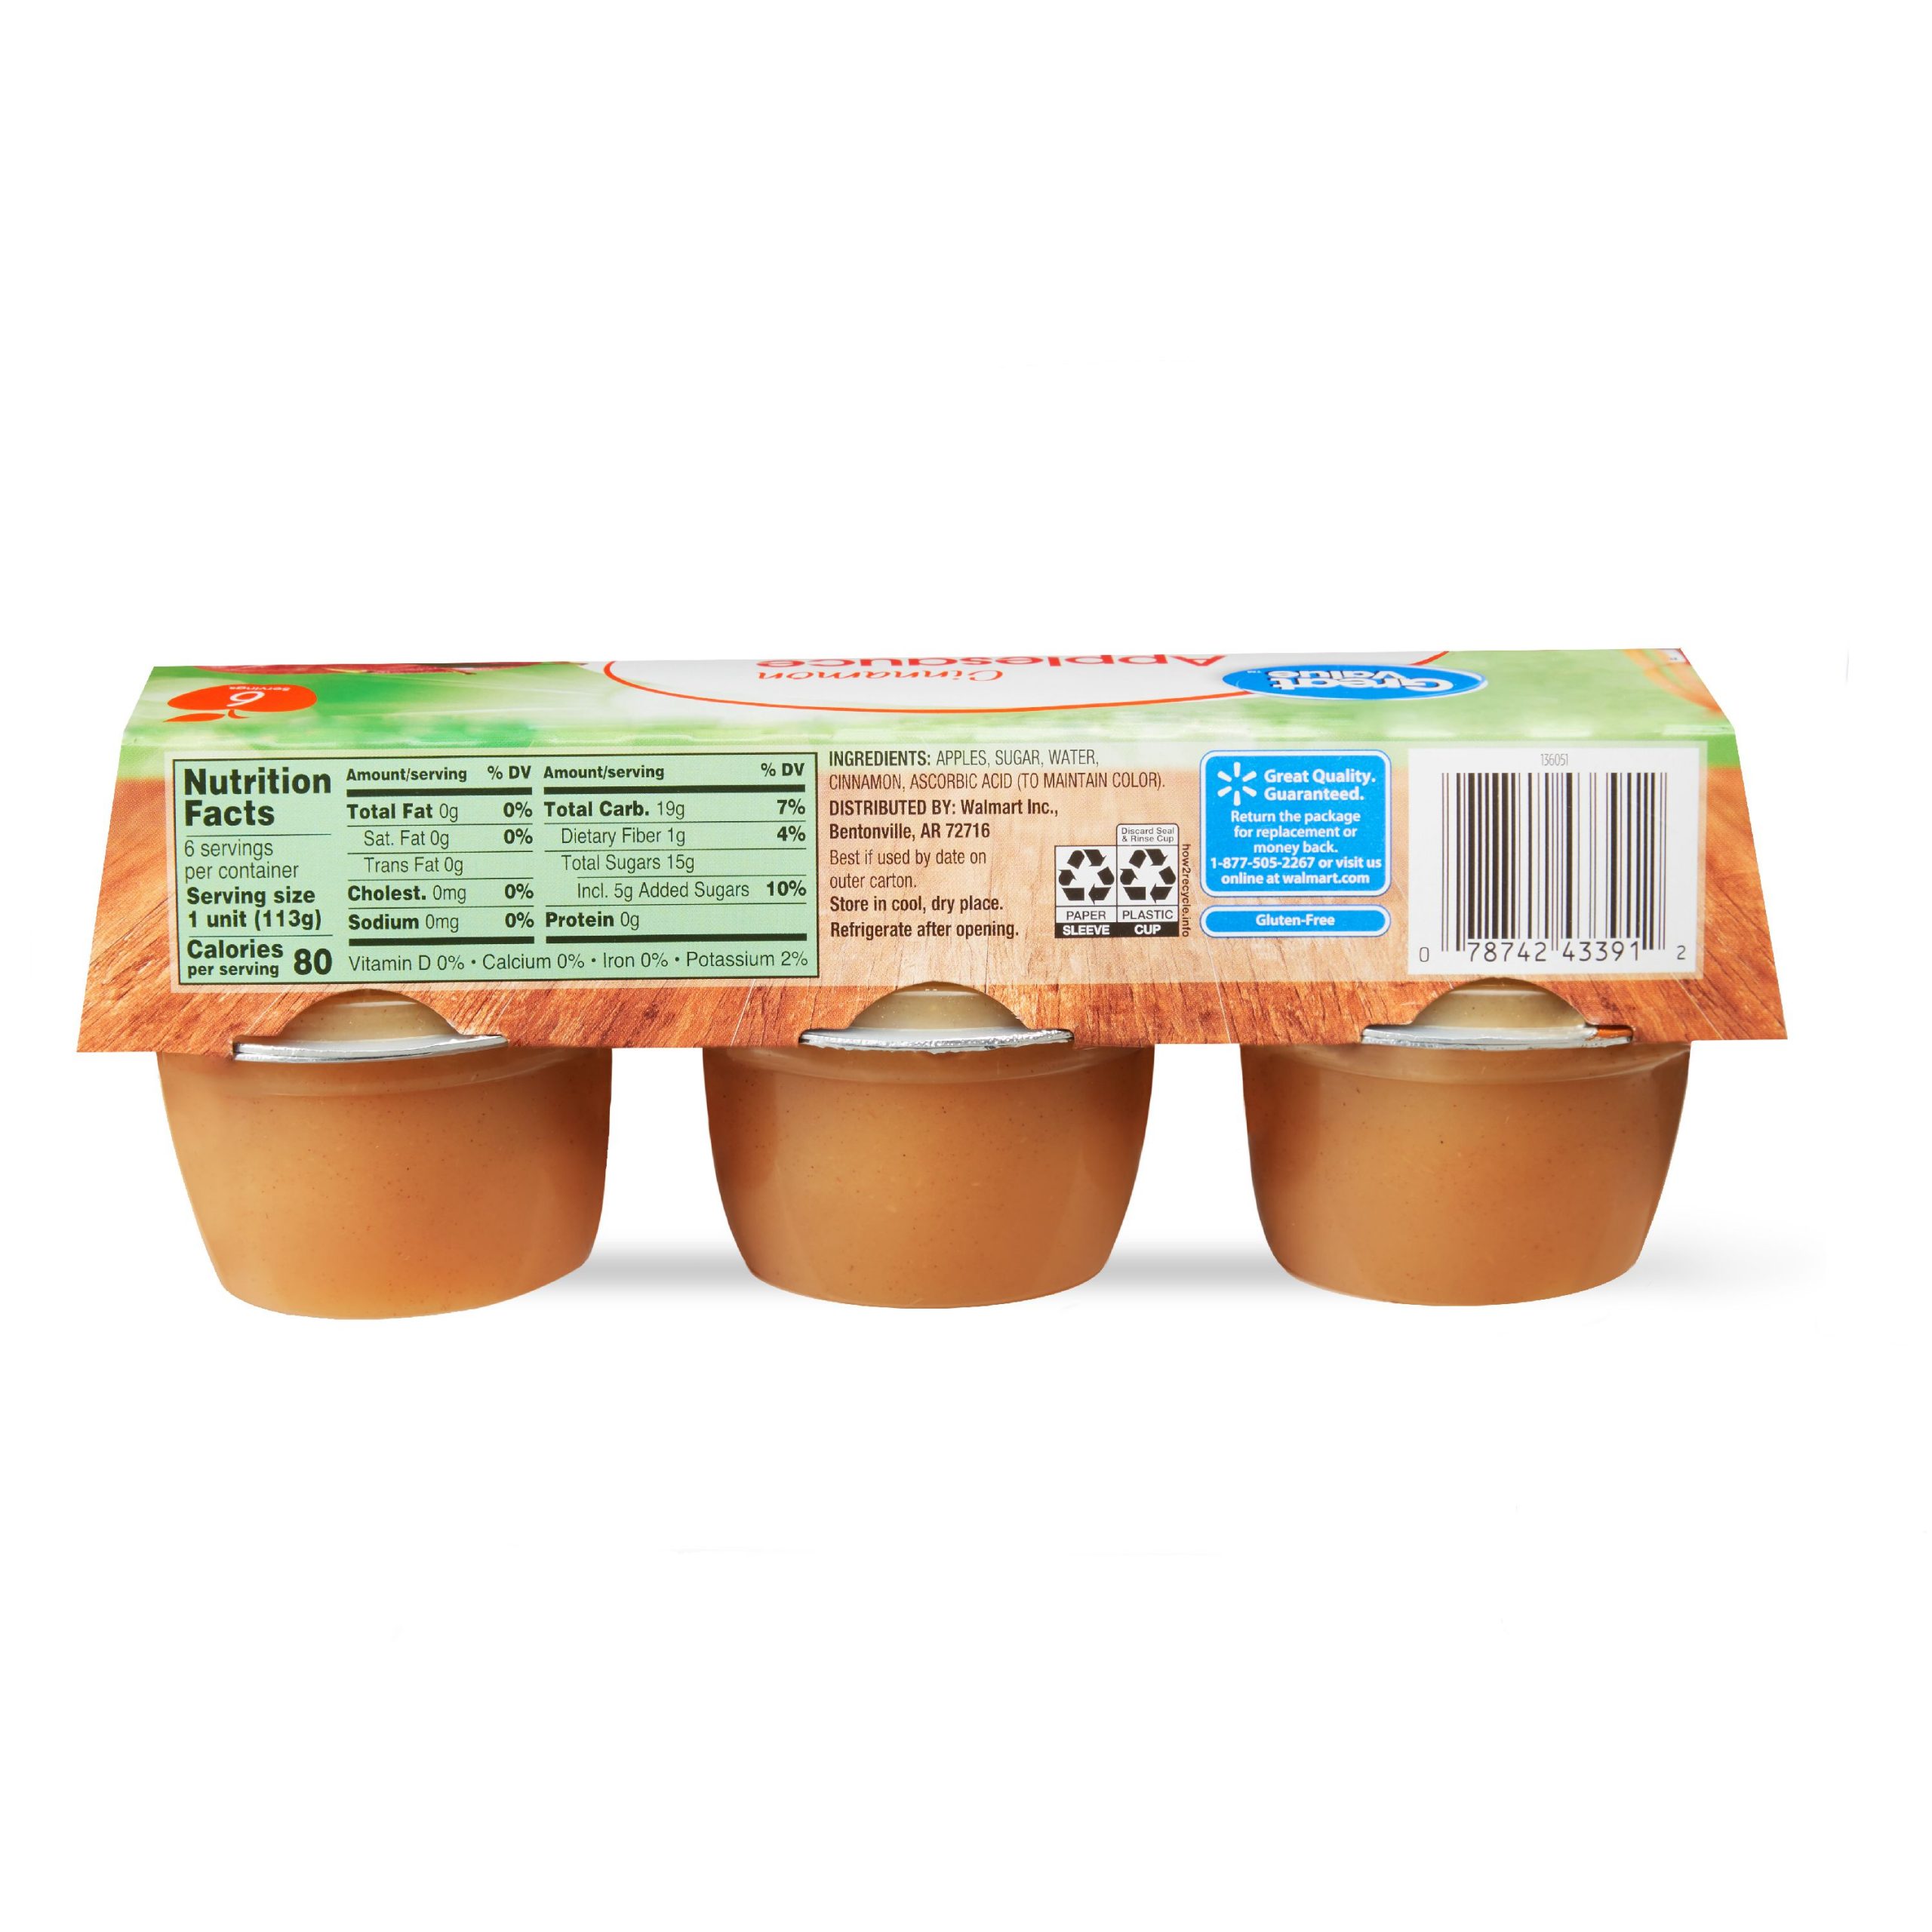 Great Value™
Cinnamon
Applesauce
6
servings
Nutrition
Facts
6 servings
per container
Serving size
1 unit (113g)
Calories
per serving 80
Amount/serving % DV
Total Fat 0g 0%
Sat. Fat 0g 0%
Trans Fat 0g
Cholest. 0mg 0%
Sodium 0mg 0%
Amount/serving % DV
Total Carb. 19g 7%
Dietary Fiber 1g 4%
Total Sugars 15g
Incl. 5g Added Sugars 10%
Protein 0g
Vitamin D 0% • Calcium 0% • Iron 0% • Potassium 2%
INGREDIENTS: APPLES, SUGAR, WATER,
CINNAMON, ASCORBIC ACID (TO MAINTAIN COLOR).
DISTRIBUTED BY: Walmart Inc.,
Bentonville, AR 72716
Best if used by date on
outer carton.
Store in cool, dry place.
Refrigerate after opening.
Discard Seal
& Rinse Cup
PAPER PLASTIC
SLEEVE CUP
how2recycle.info
Great Quality.
Guaranteed.
Return the package
for replacement or
money back.
1-877-505-2267 or visit us
online at walmart.com
Gluten-Free
136051
0 78742 43391 2